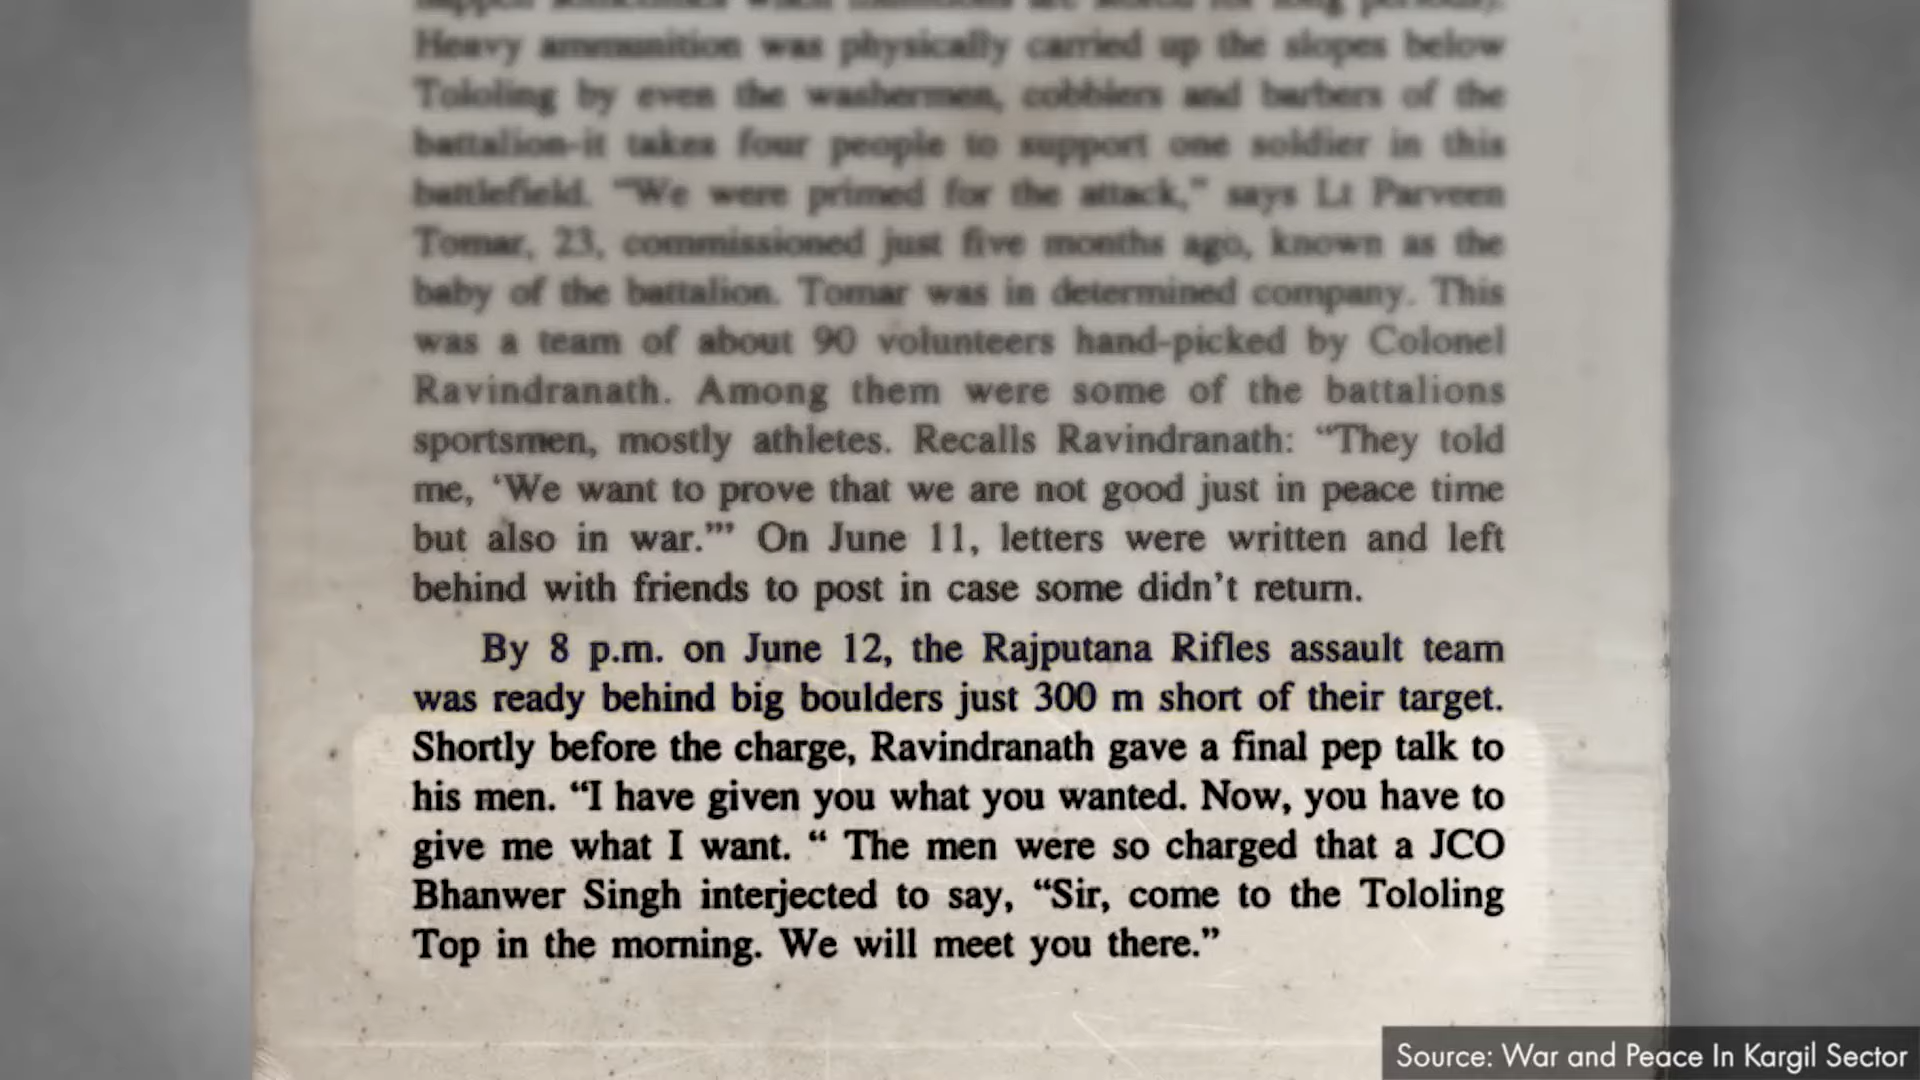 happen sometimes when munitions are stored for long periods).
Heavy ammunition was physically carried up the slopes below
Tololing by even the washermen, cobblers and barbers of the
battalion-it takes four people to support one soldier in this
battlefield. “We were primed for the attack,” says Lt Parveen
Tomar, 23, commissioned just five months ago, known as the
baby of the battalion. Tomar was in determined company. This
was a team of about 90 volunteers hand-picked by Colonel
Ravindranath. Among them were some of the battalions
sportsmen, mostly athletes. Recalls Ravindranath: “They told
me, ‘We want to prove that we are not good just in peace time
but also in war.”’ On June 11, letters were written and left
behind with friends to post in case some didn’t return.
By 8 p.m. on June 12, the Rajputana Rifles assault team
was ready behind big boulders just 300 m short of their target.
Shortly before the charge, Ravindranath gave a final pep talk to
his men. “I have given you what you wanted. Now, you have to
give me what I want. “ The men were so charged that a JCO
Bhanwer Singh interjected to say, “Sir, come to the Tololing
Top in the morning. We will meet you there.”
Source: War and Peace In Kargil Sector